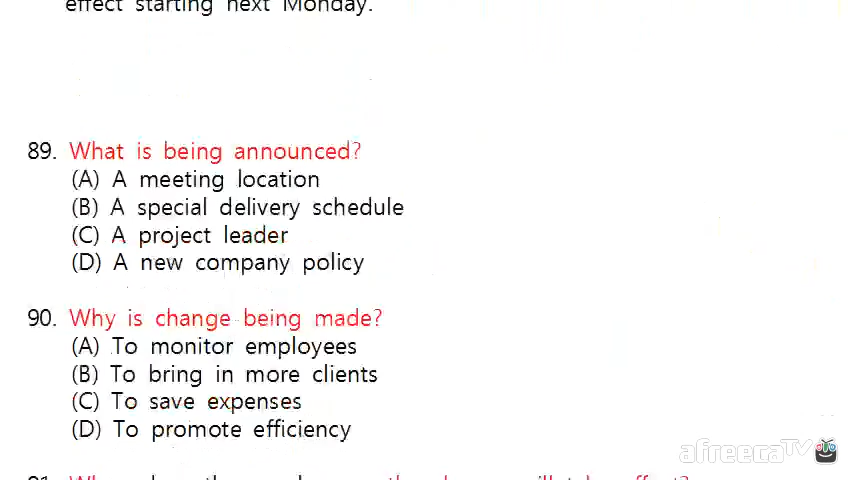 effect starting next Monday.
89. What is being announced?
(A) A meeting location
(B) A special delivery schedule
(C) A project leader
(D) A new company policy
90. Why is change being made?
(A) To monitor employees
(B) To bring in more clients
(C) To save expenses
(D) To promote efficiency
afreecaTV